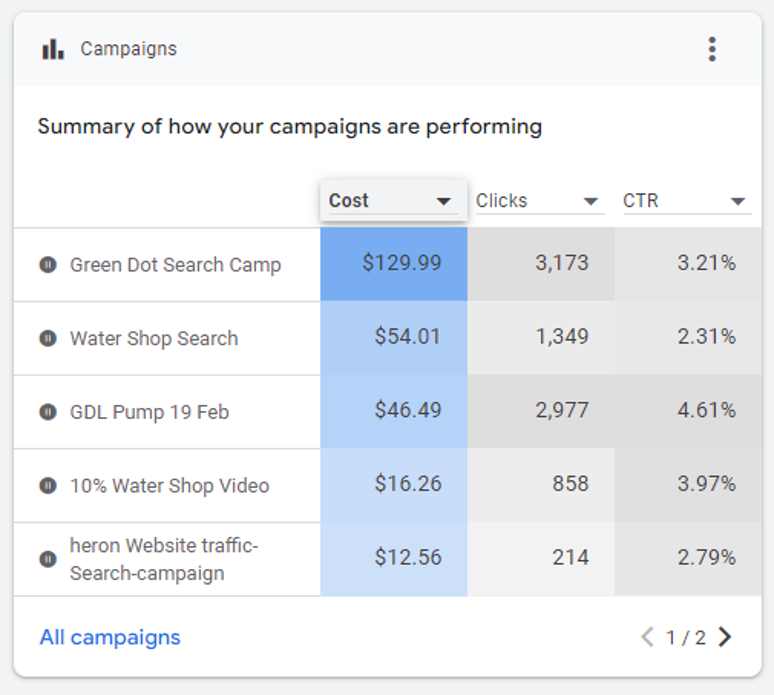 Campaigns
Summary of how your campaigns are performing
Cost Clicks CTR
Green Dot Search Camp $129.99 3,173 3.21%
Water Shop Search $54.01 1,349 2.31%
GDL Pump 19 Feb $46.49 2,977 4.61%
10% Water Shop Video $16.26 858 3.97%
heron Website traffic-
Search-campaign $12.56 214 2.79%
All campaigns 1 / 2